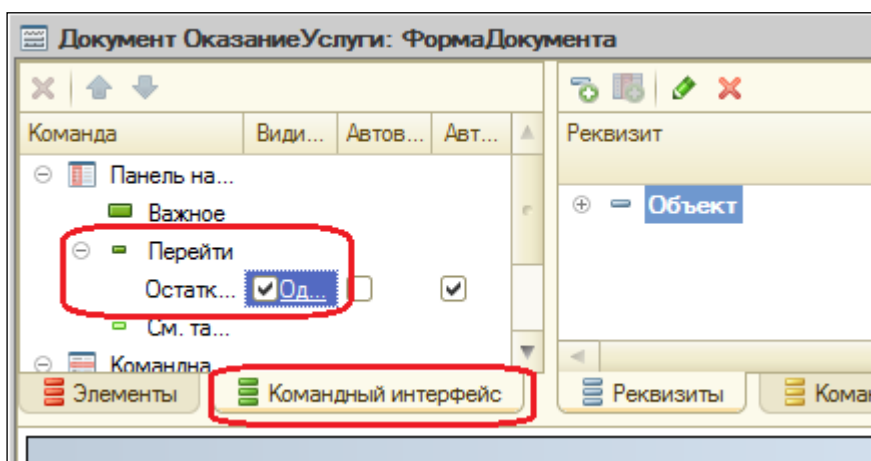 Документ ОказаниеУслуги: ФормаДокумента
Команда Види... Автов... Авт... Реквизит
Панель на...
Важное
Объект
Перейти
Остатк... Од...
См. та...
Командна
Элементы Командный интерфейс Реквизиты Кома